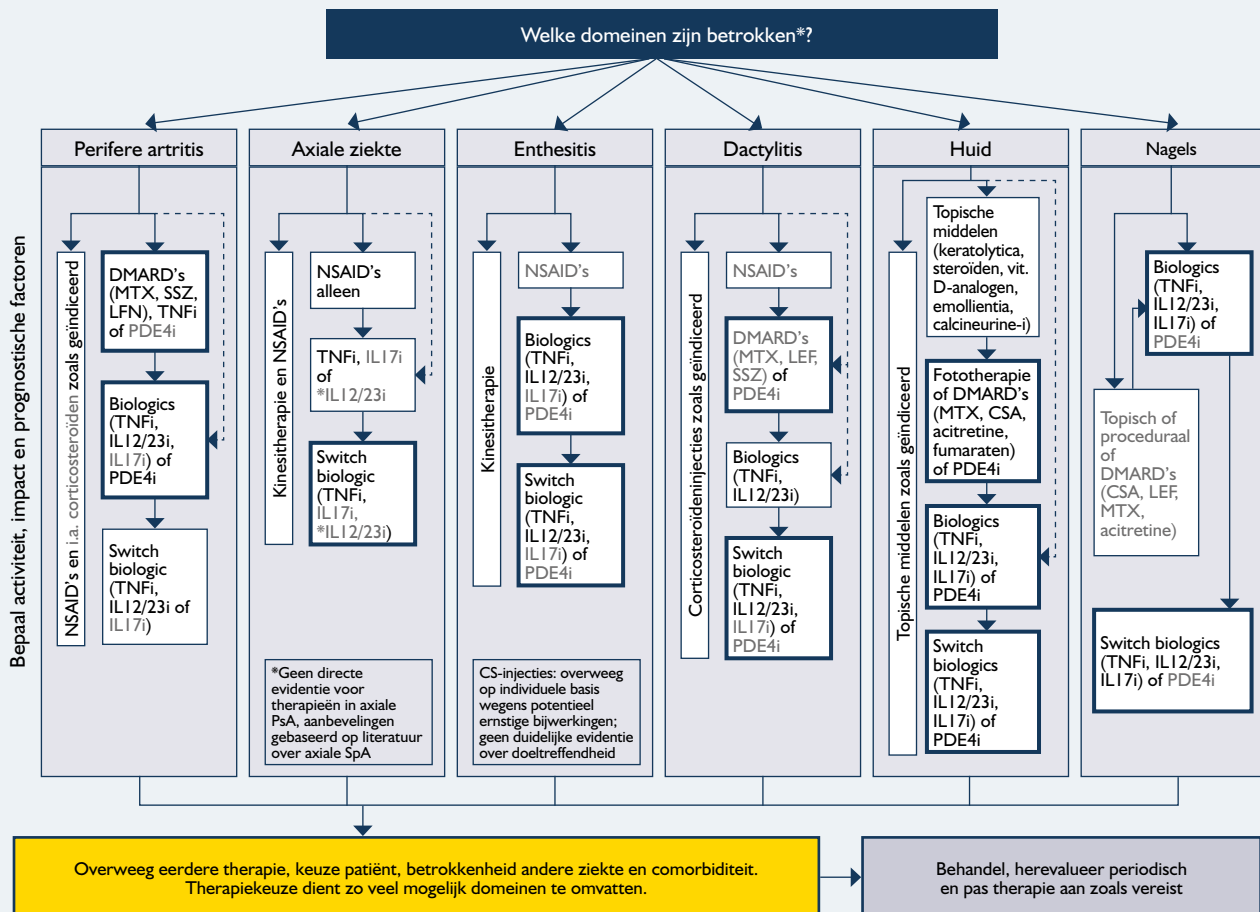 Welke domeinen zijn betrokken*?
Bepaal activiteit, impact en prognostische factoren
Perifere artritis
NSAID's en i.a. corticosteroïden zoals geïndiceerd
DMARD's
(MTX, SSZ,
LFN), TNFi
of PDE4i
Biologics
(TNFi,
IL12/23i,
IL17i) of
PDE4i
Switch
biologic
(TNFi,
IL12/23i of
IL17i)
Axiale ziekte
Kinesitherapie en NSAID's
NSAID's
alleen
TNFi, IL17i
of
*IL12/23i
Switch
biologic
(TNFi,
IL17i,
*IL12/23i)
*Geen directe
evidentie voor
therapieën in axiale
PsA, aanbevelingen
gebaseerd op literatuur
over axiale SpA
Enthesitis
Kinesitherapie
NSAID's
Biologics
(TNFi,
IL12/23i,
IL17i) of
PDE4i
Switch
biologic
(TNFi,
IL12/23i,
IL17i) of
PDE4i
CS-injecties: overweeg
op individuele basis
wegens potentieel
ernstige bijwerkingen;
geen duidelijke evidentie
over doeltreffendheid
Dactylitis
Corticosteroïdeninjecties zoals geïndiceerd
NSAID's
DMARD's
(MTX, LEF,
SSZ) of
PDE4i
Biologics
(TNFi,
IL12/23i)
Switch
biologic
(TNFi,
IL12/23i,
IL17i) of
PDE4i
Huid
Topische middelen zoals geïndiceerd
Topische
middelen
(keratolytica,
steroïden, vit.
D-analogen,
emollientia,
calcineurine-i)
Fototherapie
of DMARD's
(MTX, CSA,
acitretine,
fumaraten)
of PDE4i
Biologics
(TNFi,
IL12/23i,
IL17i) of
PDE4i
Switch
biologics
(TNFi,
IL12/23i,
IL17i) of
PDE4i
Nagels
Biologics
(TNFi,
IL12/23i,
IL17i) of
PDE4i
Topisch of
proceduraal
of
DMARD's
(CSA, LEF,
MTX,
acitretine)
Switch biologics
(TNFi, IL12/23i,
IL17i) of PDE4i
Overweeg eerdere therapie, keuze patiënt, betrokkenheid andere ziekte en comorbiditeit.
Therapiekeuze dient zo veel mogelijk domeinen te omvatten.
Behandel, herevalueer periodisch
en pas therapie aan zoals vereist